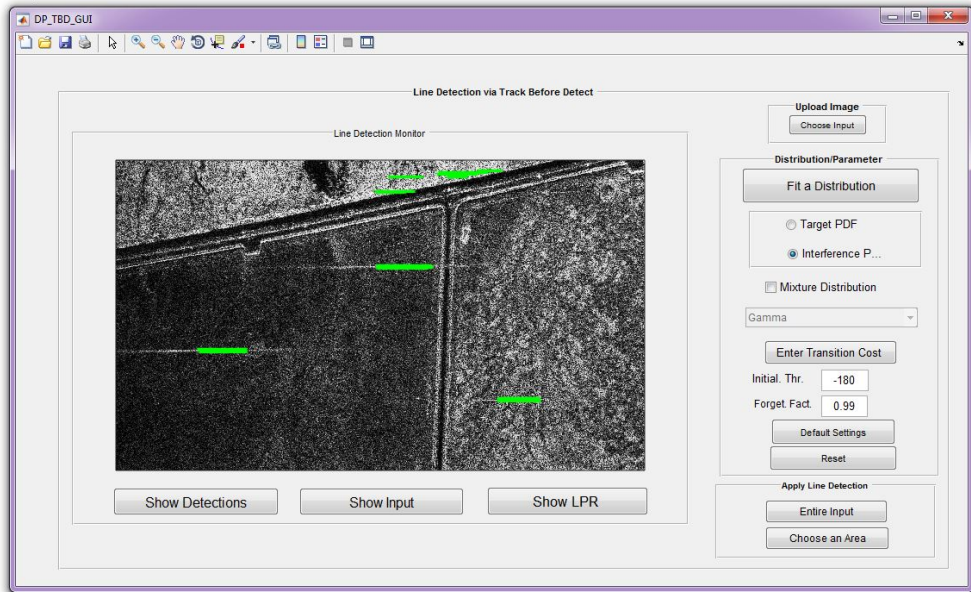 DP_TBD_GUI
Line Detection via Track Before Detect
Line Detection Monitor
Show Detections
Show Input
Show LPR
Upload Image
Choose Input
Distribution/Parameter
Fit a Distribution
Target PDF
Interference P...
Mixture Distribution
Gamma
Enter Transition Cost
Initial. Thr. -180
Forget. Fact. 0.99
Default Settings
Reset
Apply Line Detection
Entire Input
Choose an Area